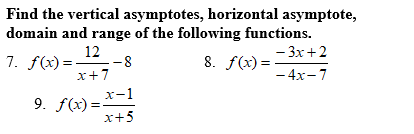 Find the vertical asymptotes, horizontal asymptote,
domain and range of the following functions.
7. f(x) = 12/(x+7) - 8 8. f(x) = (-3x+2)/(-4x-7)
9. f(x) = (x-1)/(x+5)